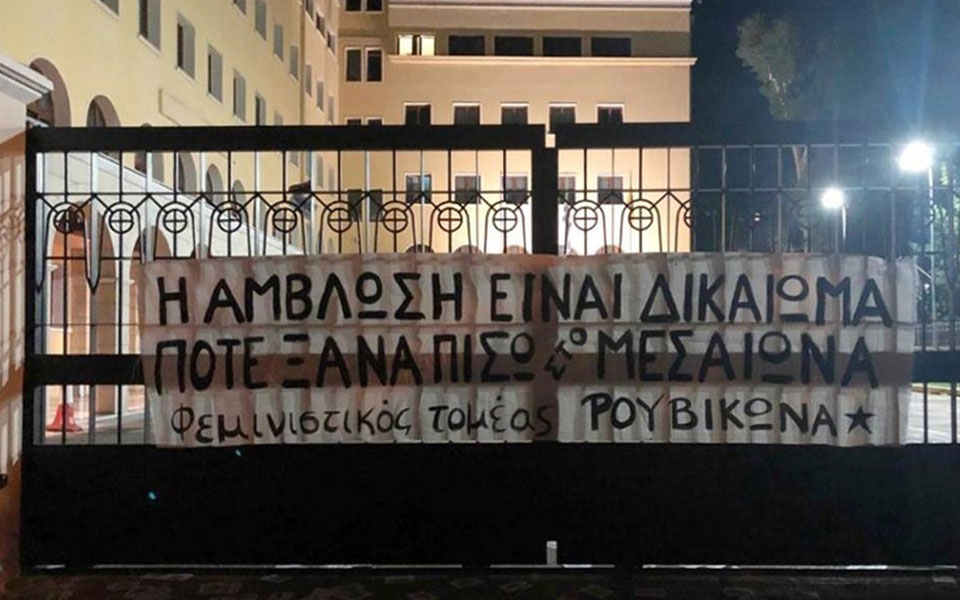 Η ΑΜΒΛΩΣΗ ΕΙΝΑΙ ΔΙΚΑΙΩΜΑ
ΠΟΤΕ ΞΑΝΑ ΠΙΣΩ ΣΤΟ ΜΕΣΑΙΩΝΑ
Φεμινιστικός τομέας ΡΟΥΒΙΚΩΝΑ★